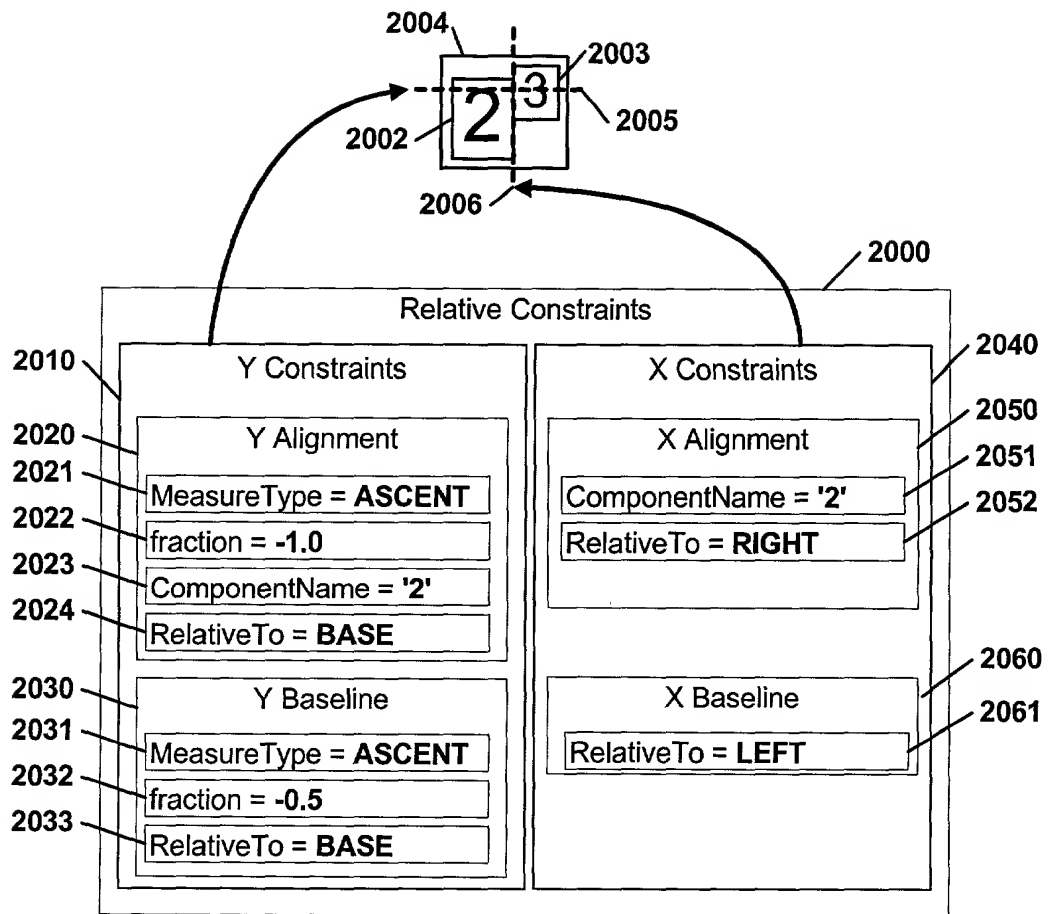 2004
2003
2002
2 3
2005
2006
2000
Relative Constraints
2010
Y Constraints
2020
Y Alignment
2021
MeasureType = ASCENT
2022
fraction = -1.0
2023
ComponentName = '2'
2024
RelativeTo = BASE
2030
Y Baseline
2031
MeasureType = ASCENT
2032
fraction = -0.5
2033
RelativeTo = BASE
2040
X Constraints
2050
X Alignment
2051
ComponentName = '2'
2052
RelativeTo = RIGHT
2060
X Baseline
2061
RelativeTo = LEFT